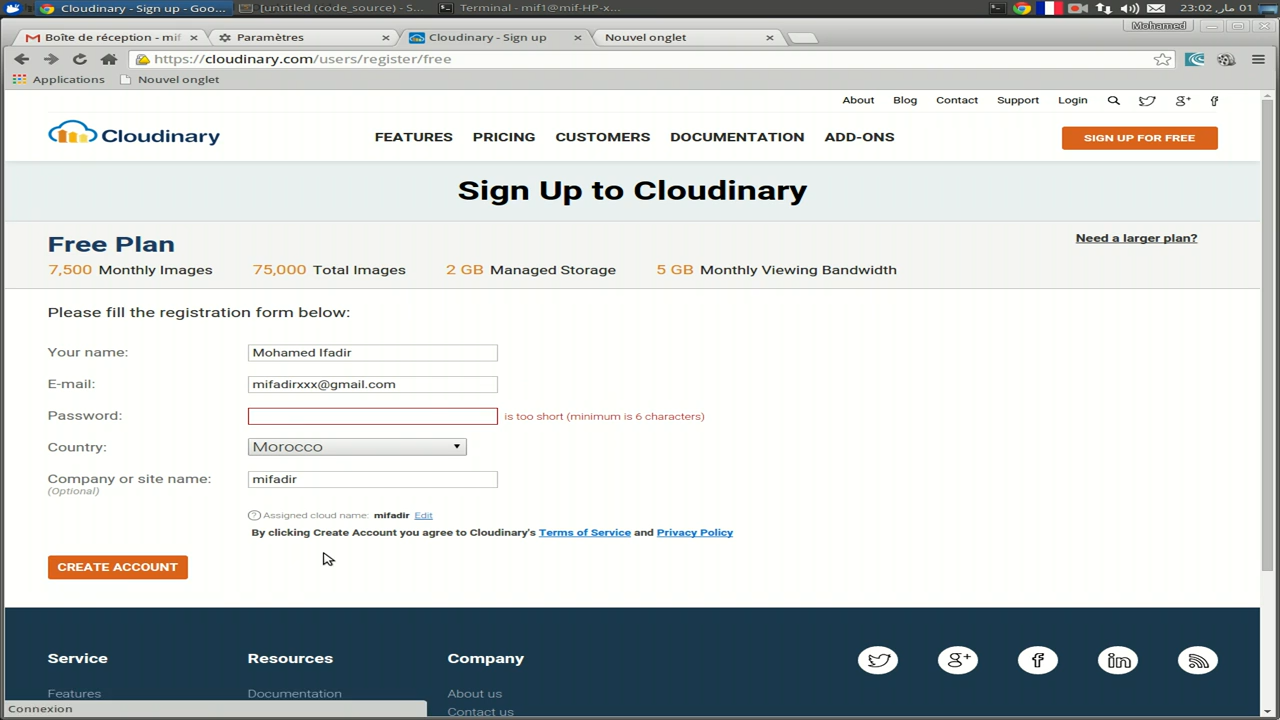 Cloudinary - Sign up - Goo...
[untitled (code_source) - S...
Terminal - mif1@mif-HP-x...
23:02 01 مار,
Mohamed
Boîte de réception - mif
Paramètres
Cloudinary - Sign up
Nouvel onglet
https://cloudinary.com/users/register/free
Applications
Nouvel onglet
About
Blog
Contact
Support
Login
Cloudinary
FEATURES
PRICING
CUSTOMERS
DOCUMENTATION
ADD-ONS
SIGN UP FOR FREE
Sign Up to Cloudinary
Free Plan
Need a larger plan?
7,500 Monthly Images
75,000 Total Images
2 GB Managed Storage
5 GB Monthly Viewing Bandwidth
Please fill the registration form below:
Your name:
Mohamed Ifadir
E-mail:
mifadirxxx@gmail.com
Password:
is too short (minimum is 6 characters)
Country:
Morocco
Company or site name:
mifadir
(Optional)
? Assigned cloud name: mifadir Edit
By clicking Create Account you agree to Cloudinary's Terms of Service and Privacy Policy
CREATE ACCOUNT
Service
Resources
Company
Features
Documentation
About us
Contact us
Connexion